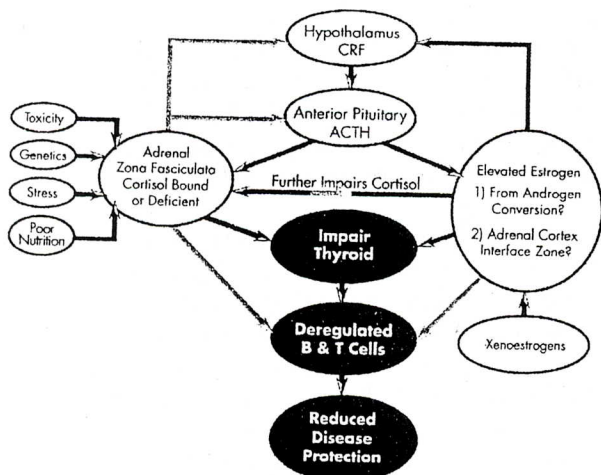 Hypothalamus
CRF
Anterior Pituitary
ACTH
Toxicity
Genetics
Stress
Poor
Nutrition
Adrenal
Zona Fasciculata
Cortisol Bound
or Deficient
Further Impairs Cortisol
Elevated Estrogen
1) From Androgen
Conversion?
2) Adrenal Cortex
Interface Zone?
Impair
Thyroid
Deregulated
B & T Cells
Xenoestrogens
Reduced
Disease
Protection